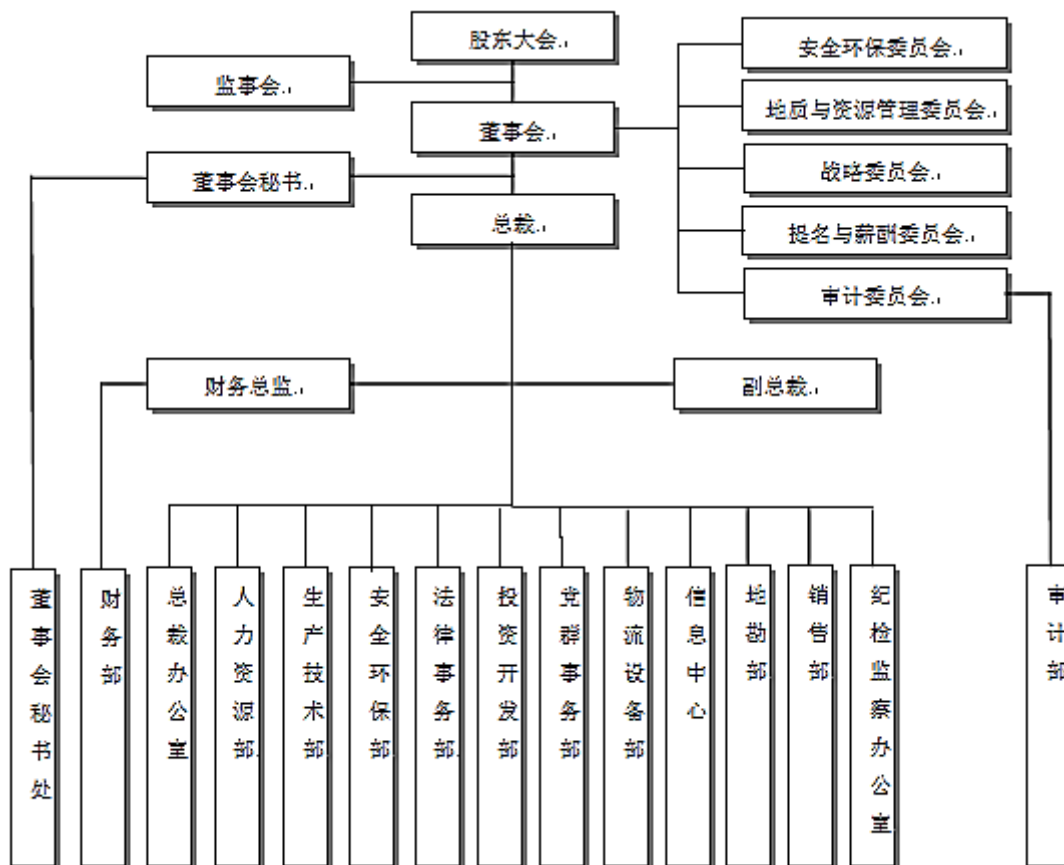 股东大会
安全环保委员会
监事会
地质与资源管理委员会
董事会
战略委员会
董事会秘书
总裁
提名与薪酬委员会
审计委员会
财务总监
副总裁
董事会秘书处
财务部
总裁办公室
人力资源部
生产技术部
安全环保部
法律事务部
投资开发部
党群事务部
物流设备部
信息中心
地勘部
销售部
纪检监察办公室
审计部